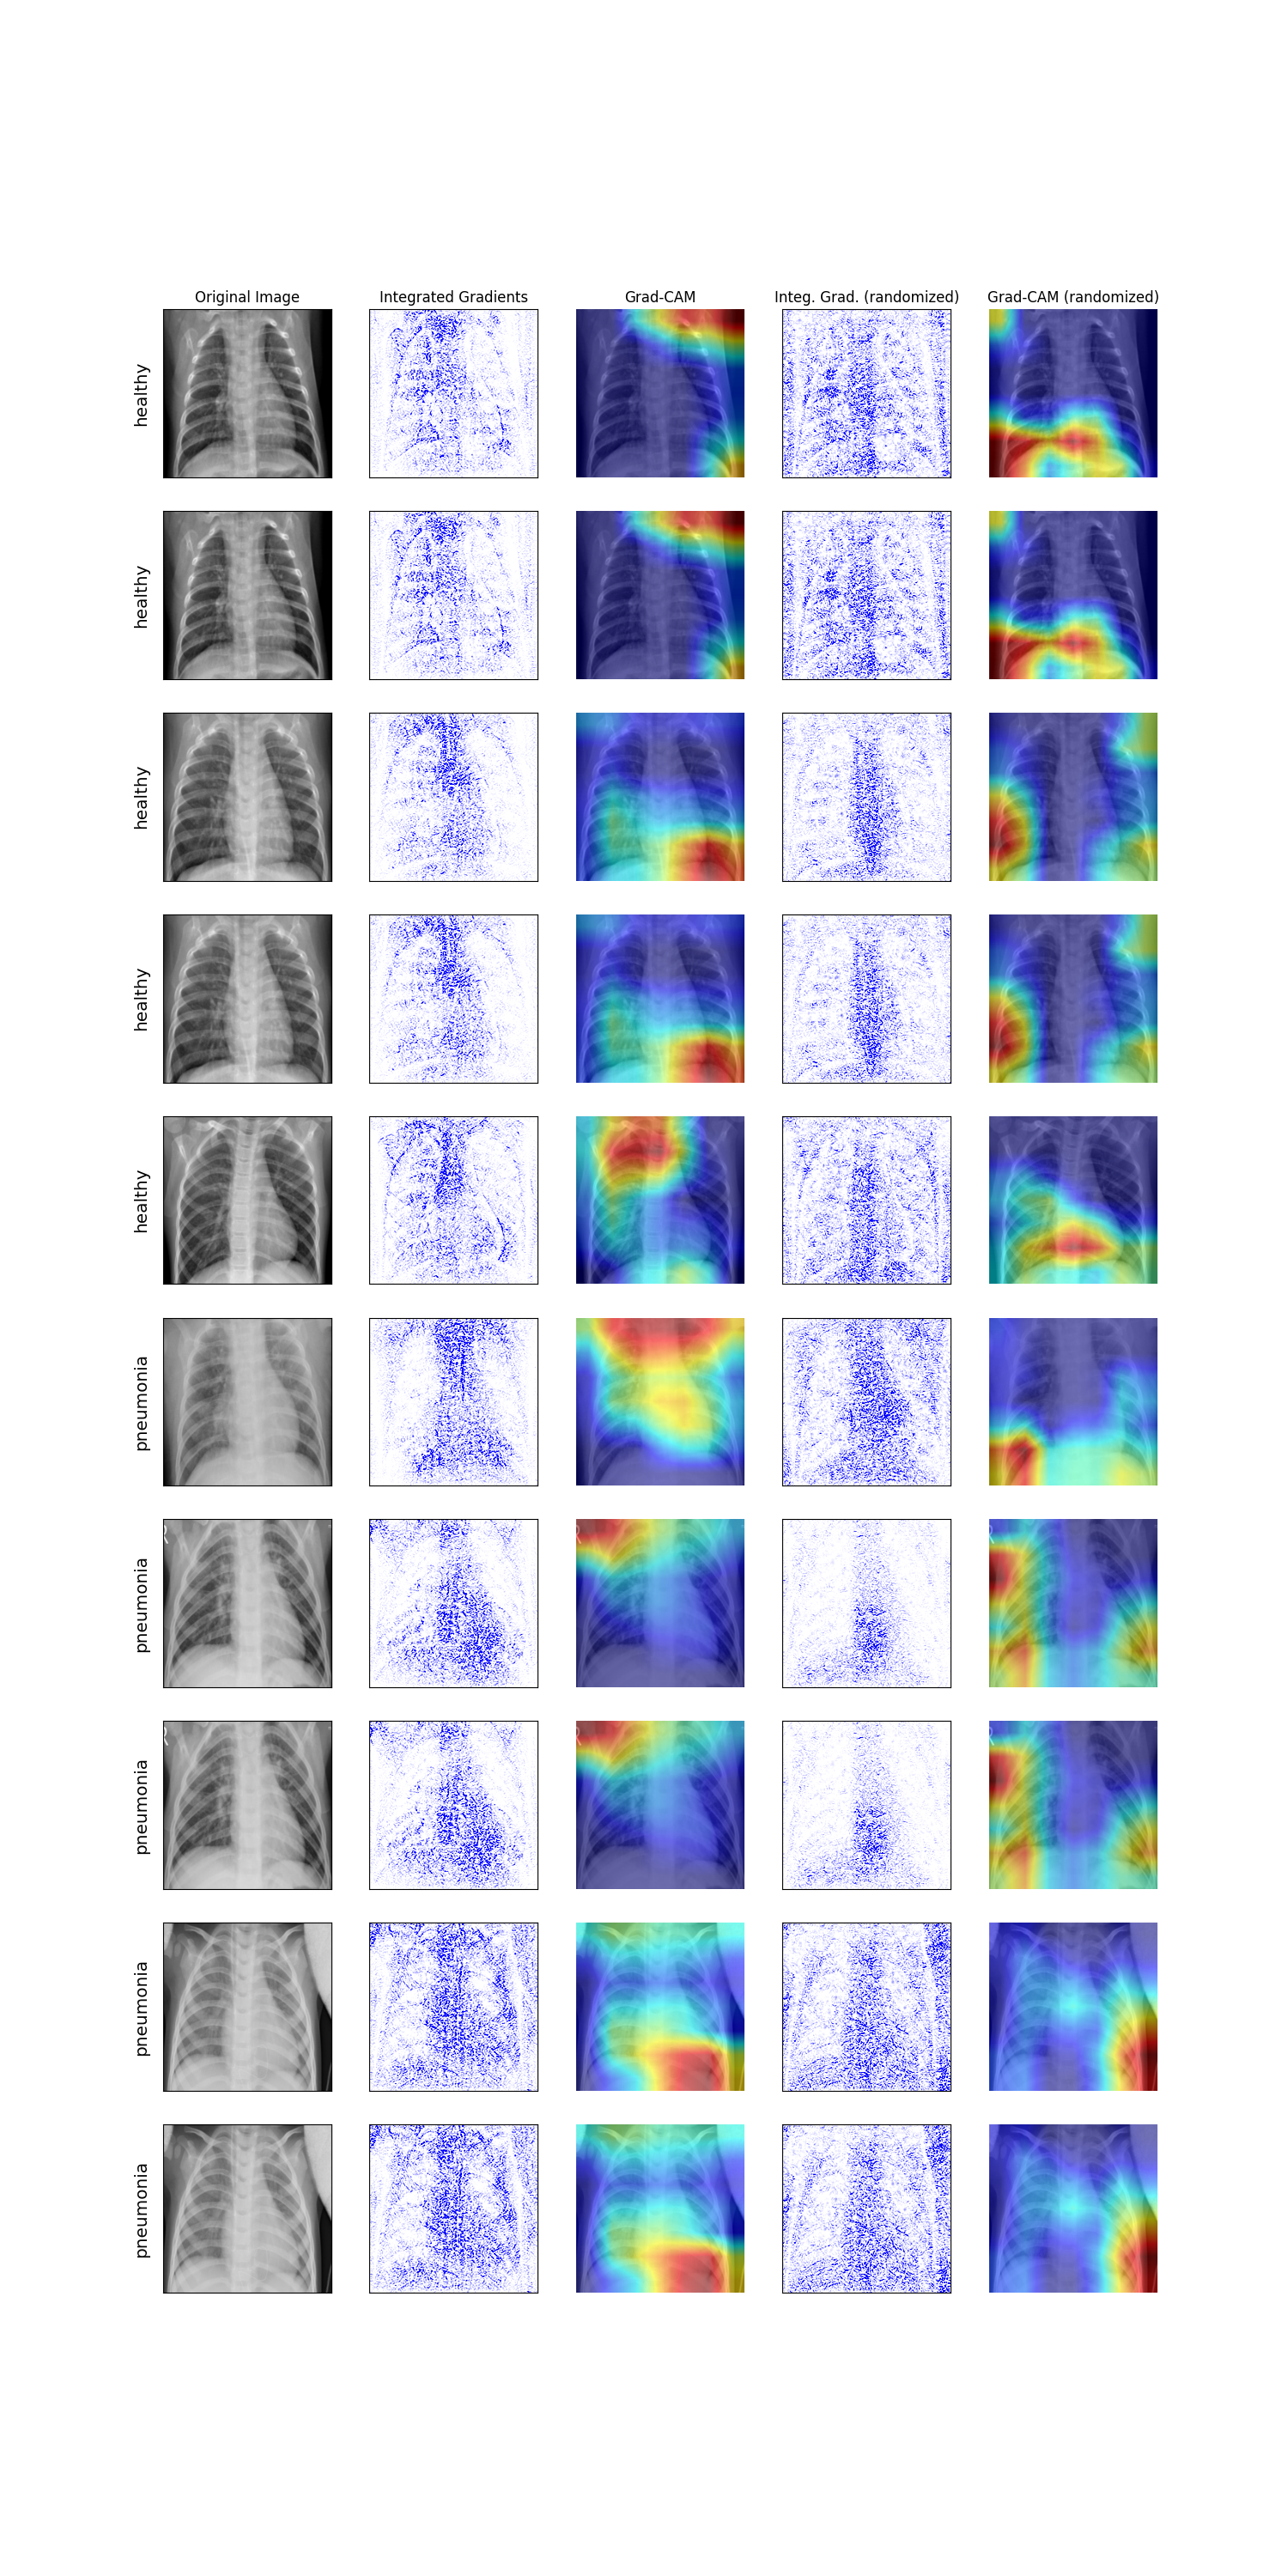 Original Image
Integrated Gradients
Grad-CAM
Integ. Grad. (randomized)
Grad-CAM (randomized)
healthy
healthy
healthy
healthy
healthy
pneumonia
pneumonia
R
R
pneumonia
R
R
pneumonia
pneumonia